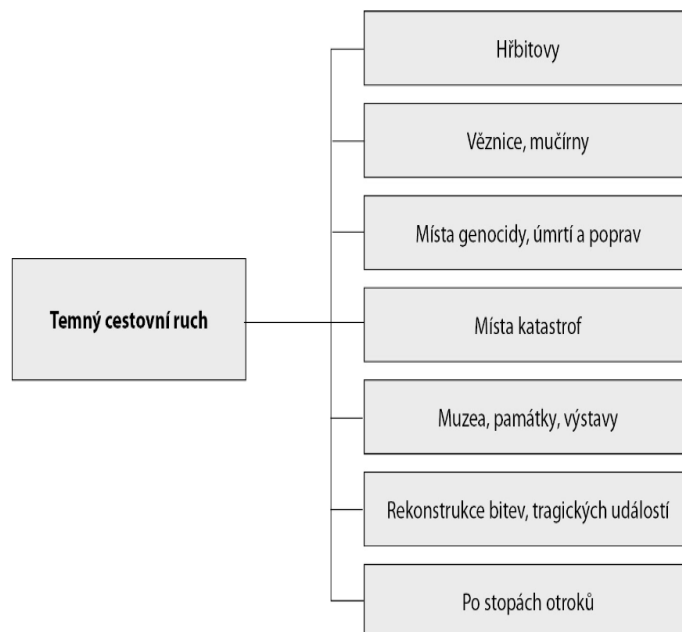 Hřbitovy
Věznice, mučírny
Místa genocidy, úmrtí a poprav
Temný cestovní ruch
Místa katastrof
Muzea, památky, výstavy
Rekonstrukce bitev, tragických událostí
Po stopách otroků